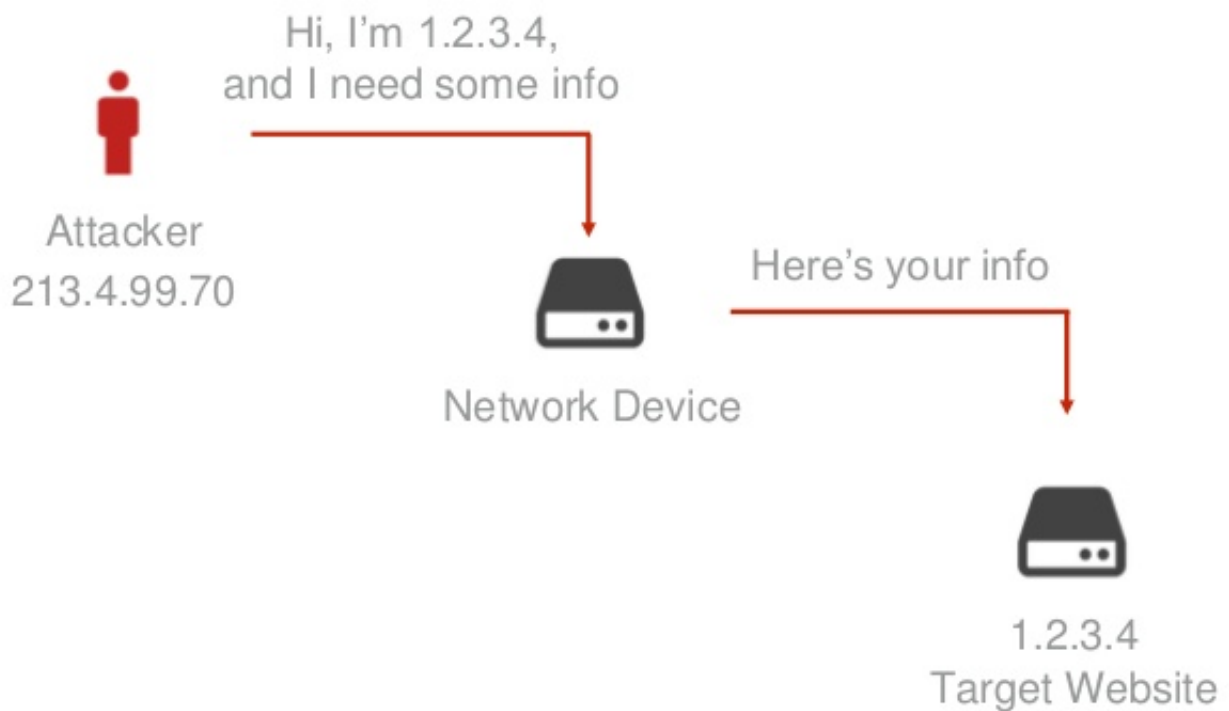 Hi, I'm 1.2.3.4,
and I need some info
Attacker
213.4.99.70
Here's your info
Network Device
1.2.3.4
Target Website